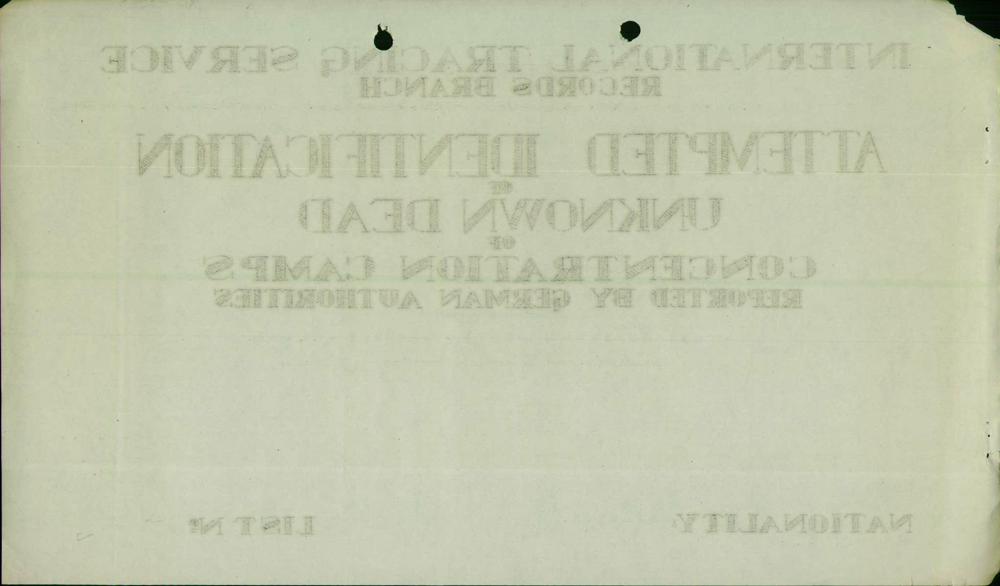 INTERNATIONAL TRACING SERVICE
RECORDS BRANCH
ATTEMPTED IDENTIFICATION
OF
UNKNOWN DEAD
OF
CONCENTRATION CAMPS
REPORTED BY GERMAN AUTHORITIES
NATIONALITY LIST Nº